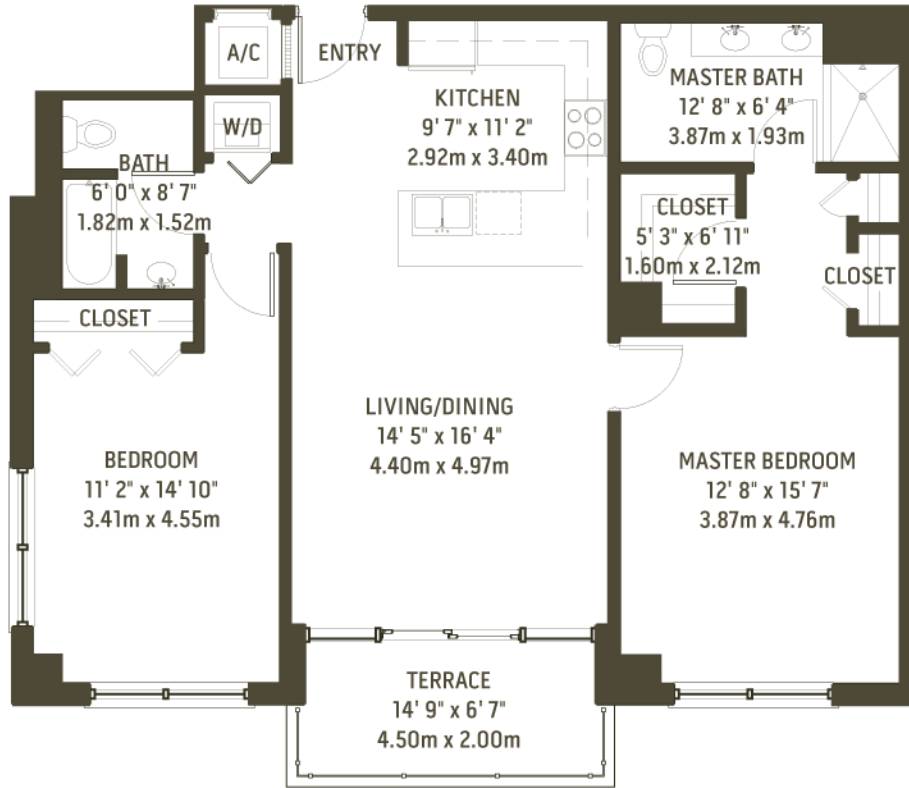 A/C
ENTRY
W/D
KITCHEN
9' 7" x 11' 2"
2.92m x 3.40m
MASTER BATH
12' 8" x 6' 4"
3.87m x 1.93m
BATH
6' 0" x 8' 7"
1.82m x 1.52m
CLOSET
5' 3" x 6' 11"
1.60m x 2.12m
CLOSET
CLOSET
LIVING/DINING
14' 5" x 16' 4"
4.40m x 4.97m
BEDROOM
11' 2" x 14' 10"
3.41m x 4.55m
MASTER BEDROOM
12' 8" x 15' 7"
3.87m x 4.76m
TERRACE
14' 9" x 6' 7"
4.50m x 2.00m